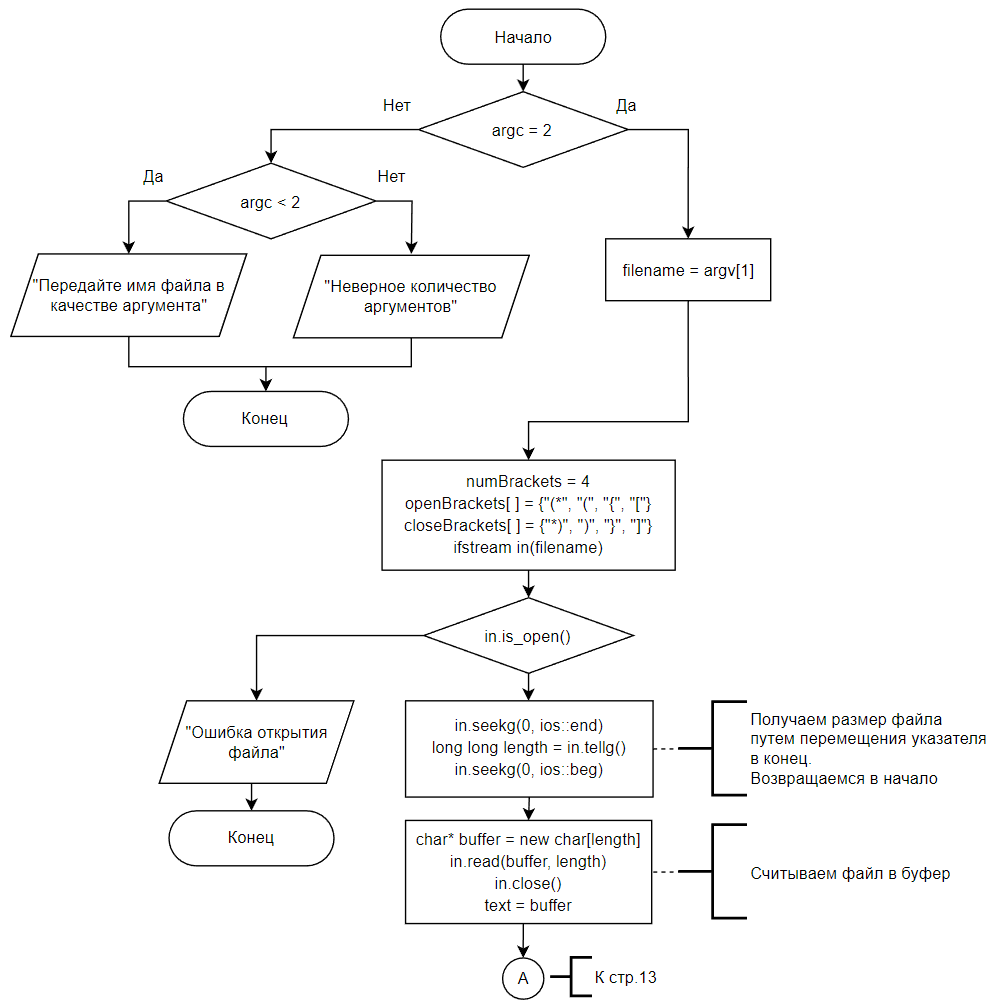 Начало
Нет
Да
argc = 2
Да
Нет
argc < 2
"Передайте имя файла в
качестве аргумента"
"Неверное количество
аргументов"
filename = argv[1]
Конец
numBrackets = 4
openBrackets[ ] = {"(*", "(", "{", "["}
closeBrackets[ ] = {"*)", ")", "}", "]"}
ifstream in(filename)
in.is_open()
"Ошибка открытия
файла"
Конец
in.seekg(0, ios::end)
long long length = in.tellg()
in.seekg(0, ios::beg)
Получаем размер файла
путем перемещения указателя
в конец.
Возвращаемся в начало
char* buffer = new char[length]
in.read(buffer, length)
in.close()
text = buffer
Считываем файл в буфер
A
К стр.13